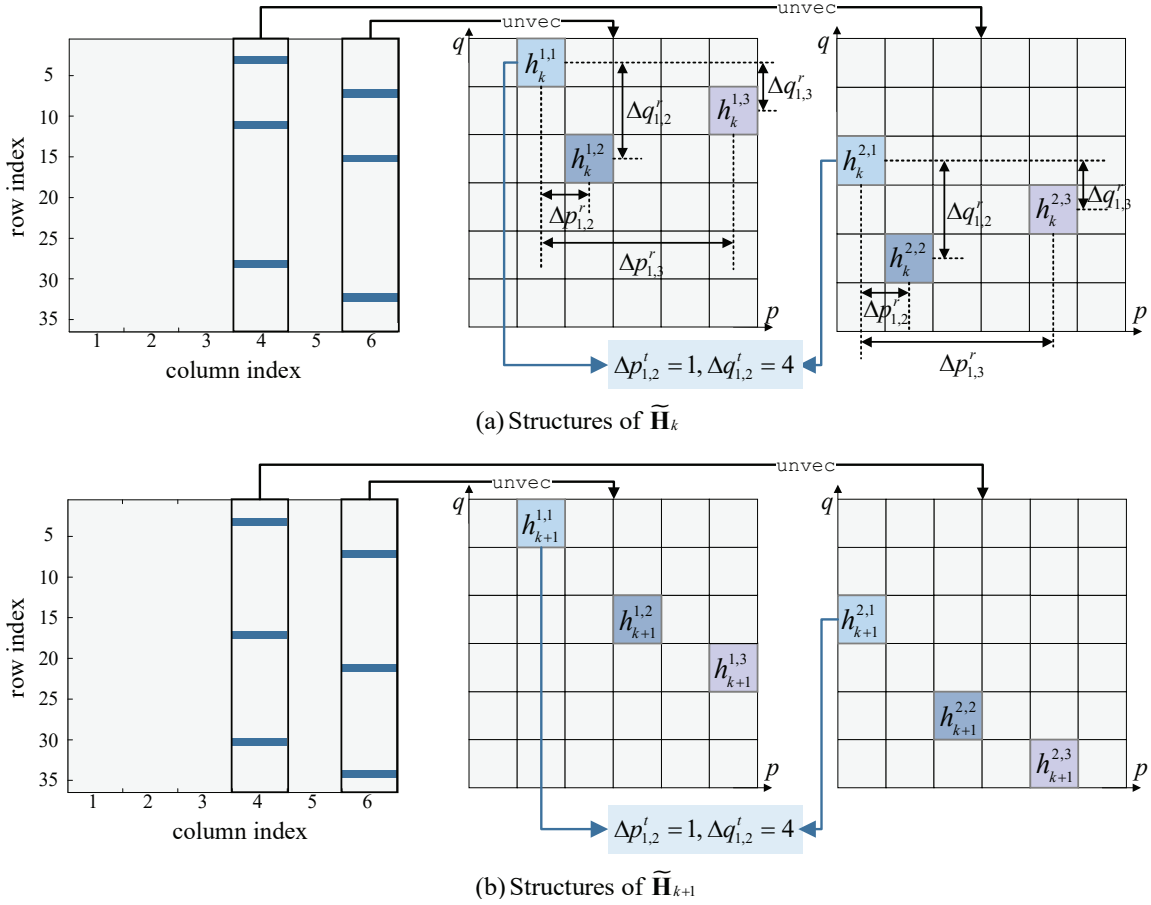 unvec
unvec
5
10
15
20
25
30
35
row index
1 2 3 4 5 6
column index
q
h_k^{1,1}
h_k^{1,2}
h_k^{1,3}
Δq_{1,2}^r
Δq_{1,3}^r
Δp_{1,2}^r
Δp_{1,3}^r
p
q
h_k^{2,1}
h_k^{2,2}
h_k^{2,3}
Δq_{1,2}^r
Δq_{1,3}^r
Δp_{1,2}^r
Δp_{1,3}^r
p
Δp_{1,2}^t = 1, Δq_{1,2}^t = 4
(a) Structures of H̃_k
unvec
unvec
5
10
15
20
25
30
35
row index
1 2 3 4 5 6
column index
q
h_{k+1}^{1,1}
h_{k+1}^{1,2}
h_{k+1}^{1,3}
p
q
h_{k+1}^{2,1}
h_{k+1}^{2,2}
h_{k+1}^{2,3}
p
Δp_{1,2}^t = 1, Δq_{1,2}^t = 4
(b) Structures of H̃_{k+1}